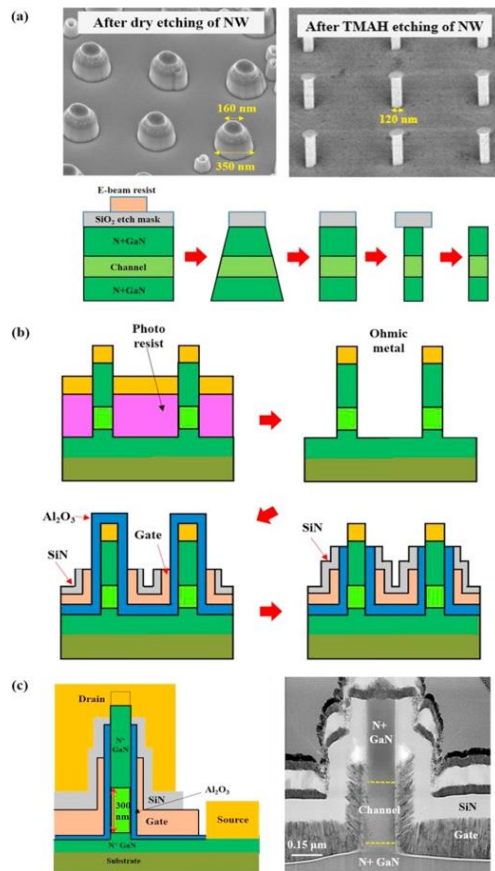 (a)
After dry etching of NW
After TMAH etching of NW
160 nm
350 nm
120 nm
E-beam resist
SiO₂ etch mask
N+GaN
Channel
N+GaN
(b)
Photo
resist
Ohmic
metal
Al₂O₃
SiN
Gate
SiN
(c)
Drain
N⁺
GaN
300
nm
Al₂O₃
SiN
Gate
Source
N⁺ GaN
Substrate
N+
GaN
Channel
SiN
Gate
0.15 μm
N+ GaN